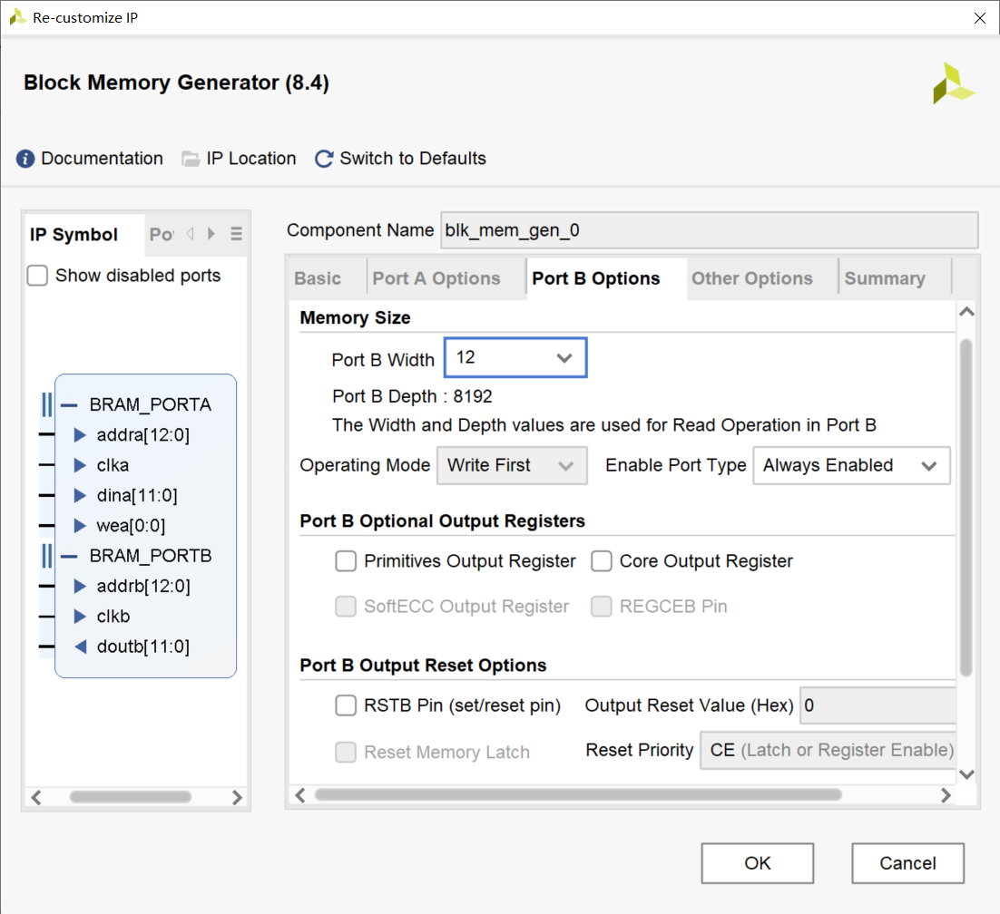 Re-customize IP
Block Memory Generator (8.4)
Documentation IP Location Switch to Defaults
IP Symbol Po
Show disabled ports
BRAM_PORTA
addra[12:0]
clka
dina[11:0]
wea[0:0]
BRAM_PORTB
addrb[12:0]
clkb
doutb[11:0]
Component Name blk_mem_gen_0
Basic Port A Options Port B Options Other Options Summary
Memory Size
Port B Width 12
Port B Depth : 8192
The Width and Depth values are used for Read Operation in Port B
Operating Mode Write First Enable Port Type Always Enabled
Port B Optional Output Registers
Primitives Output Register Core Output Register
SoftECC Output Register REGCEB Pin
Port B Output Reset Options
RSTB Pin (set/reset pin) Output Reset Value (Hex) 0
Reset Memory Latch Reset Priority CE (Latch or Register Enable)
OK Cancel